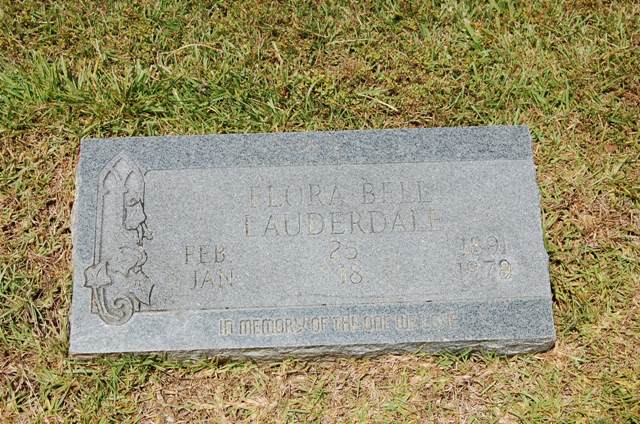 FLORA BELL
LAUDERDALE
FEB 25 1891
JAN 18 1979
IN MEMORY OF THE ONE WE LOVE